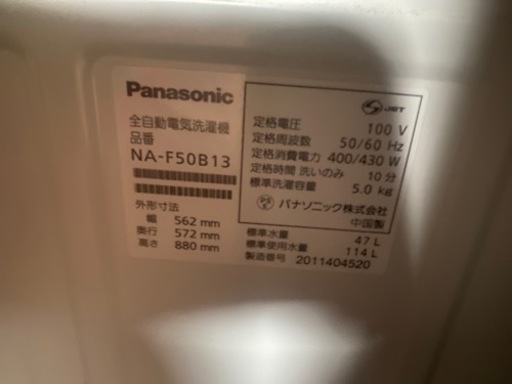 Panasonic
全自動電気洗濯機
品番
NA-F50B13
外形寸法
幅 562 mm
奥行 572 mm
高さ 880 mm
JET
定格電圧 100 V
定格周波数 50/60 Hz
定格消費電力 400/430 W
定格時間 洗いのみ 10 分
標準洗濯容量 5.0 kg
PSE パナソニック株式会社
中国製
標準水量 47 L
標準使用水量 114 L
製造番号 2011404520